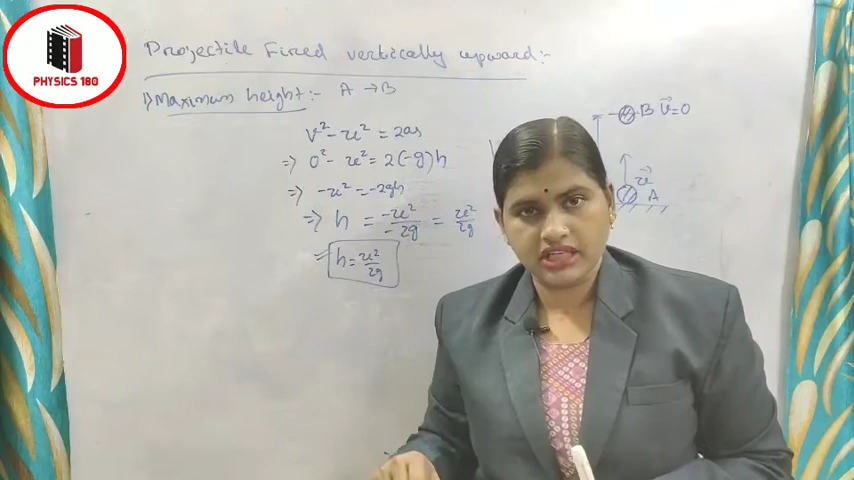 PHYSICS 180
Projectile Fired vertically upward:-
1) Maximum height:- A → B
v² - u² = 2as
=> 0² - u² = 2(-g)h
=> -u² = -2gh
=> h = -u²/-2g = u²/2g
=> h = u²/2g
B v⃗=0
u⃗
A